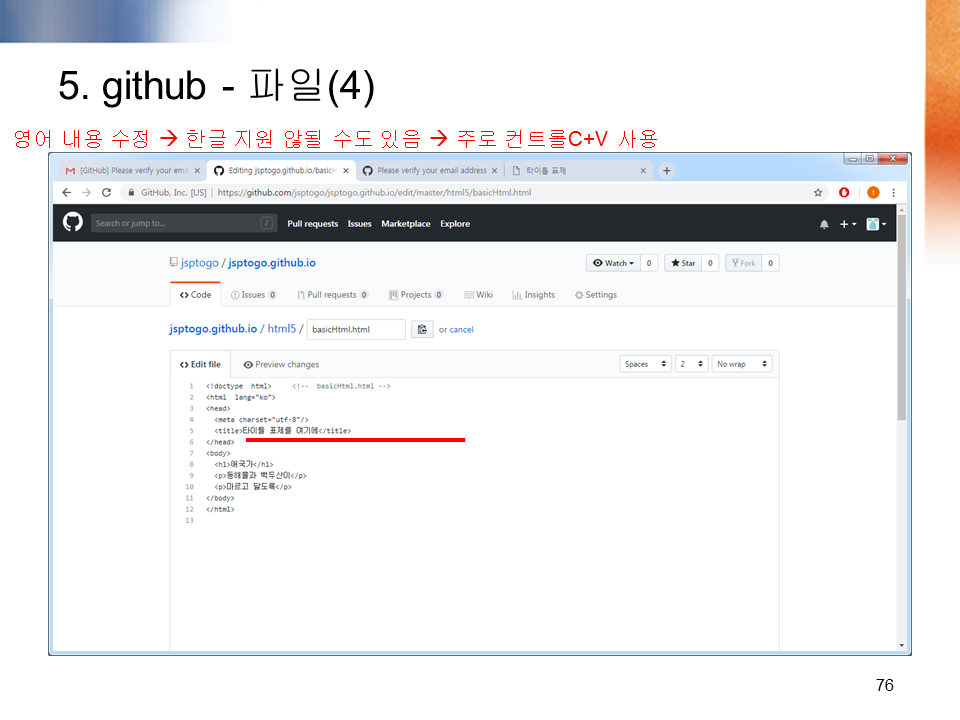 5. github - 파일(4)
영어 내용 수정 → 한글 지원 않될 수도 있음 → 주로 컨트롤C+V 사용
[GitHub] Please verify your ema
Editing jsptogo.github.io/basicH
Please verify your email address
타이틀 표제
GitHub, Inc. [US] | https://github.com/jsptogo/jsptogo.github.io/edit/master/html5/basicHtml.html
Search or jump to... /
Pull requests Issues Marketplace Explore
jsptogo / jsptogo.github.io
Watch 0 Star 0 Fork 0
Code Issues 0 Pull requests 0 Projects 0 Wiki Insights Settings
jsptogo.github.io / html5 / basicHtml.html or cancel
Edit file Preview changes Spaces 2 No wrap
1 <!doctype html> <!-- basicHtml.html -->
2 <html lang="ko">
3 <head>
4 <meta charset="utf-8"/>
5 <title>타이틀 표제를 여기에</title>
6 </head>
7 <body>
8 <h1>애국가</h1>
9 <p>동해물과 백두산이</p>
10 <p>마르고 닳도록</p>
11 </body>
12 </html>
13
76